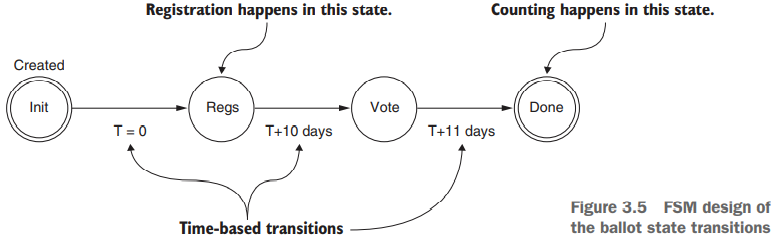 Registration happens in this state.
Counting happens in this state.
Created
Init
Regs
Vote
Done
T = 0
T+10 days
T+11 days
Time-based transitions
Figure 3.5 FSM design of
the ballot state transitions